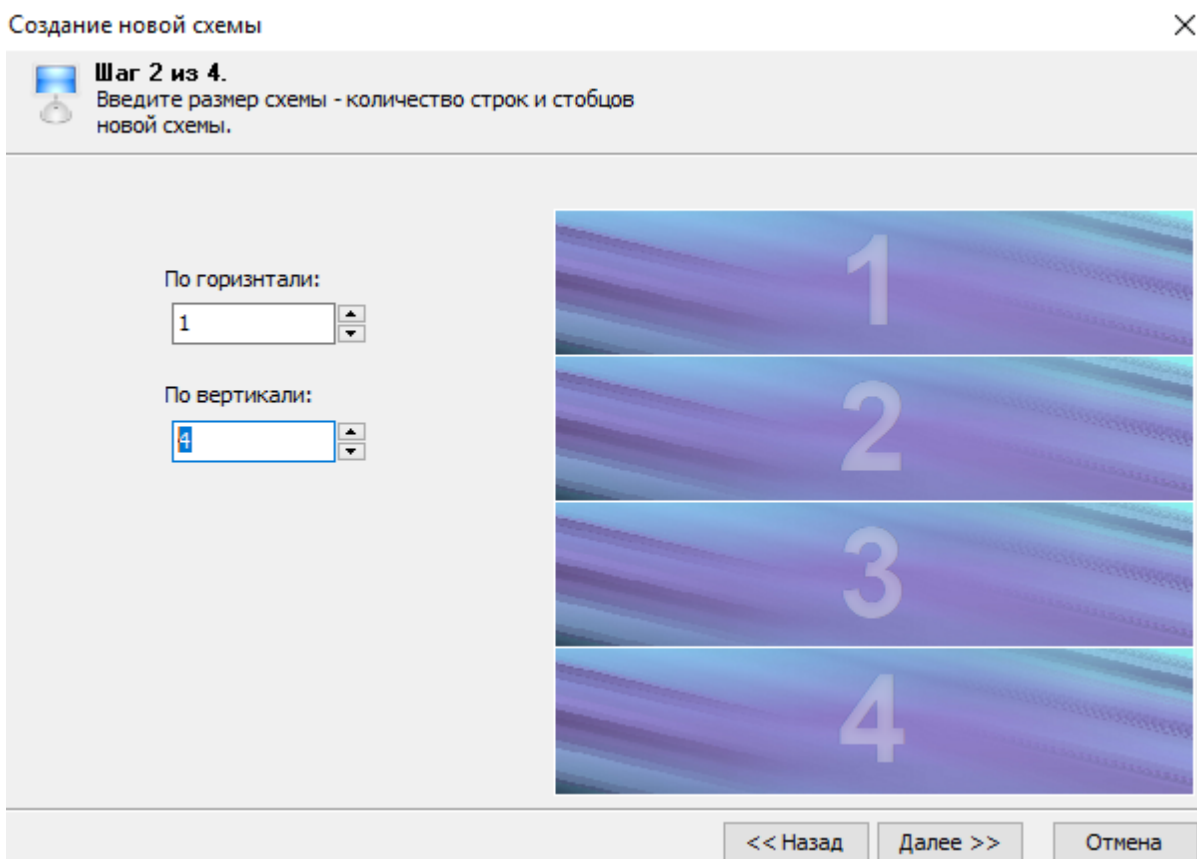 Создание новой схемы
Шаг 2 из 4.
Введите размер схемы - количество строк и стобцов
новой схемы.
По горизнтали:
1
По вертикали:
4
1
2
3
4
<< Назад
Далее >>
Отмена